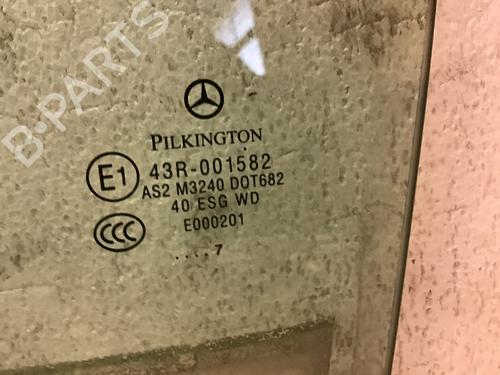 B-PARTS
PILKINGTON
E1 43R-001582
AS2 M3240 DOT682
40 ESG WD
CCC E000201
....7